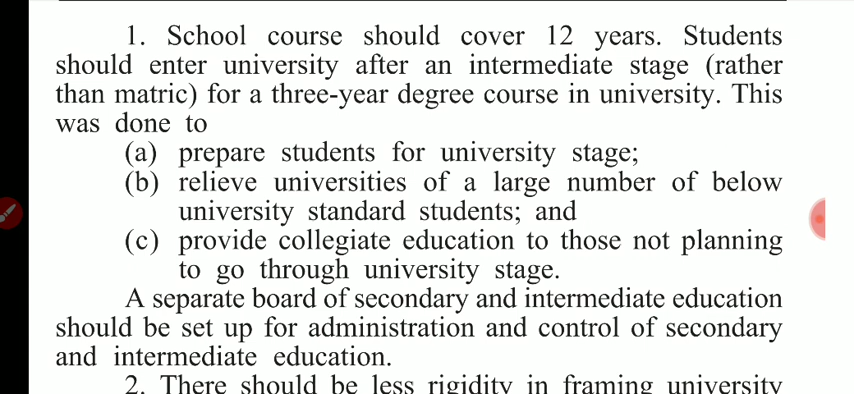 1. School course should cover 12 years. Students
should enter university after an intermediate stage (rather
than matric) for a three-year degree course in university. This
was done to
(a) prepare students for university stage;
(b) relieve universities of a large number of below
university standard students; and
(c) provide collegiate education to those not planning
to go through university stage.
A separate board of secondary and intermediate education
should be set up for administration and control of secondary
and intermediate education.
2. There should be less rigidity in framing university